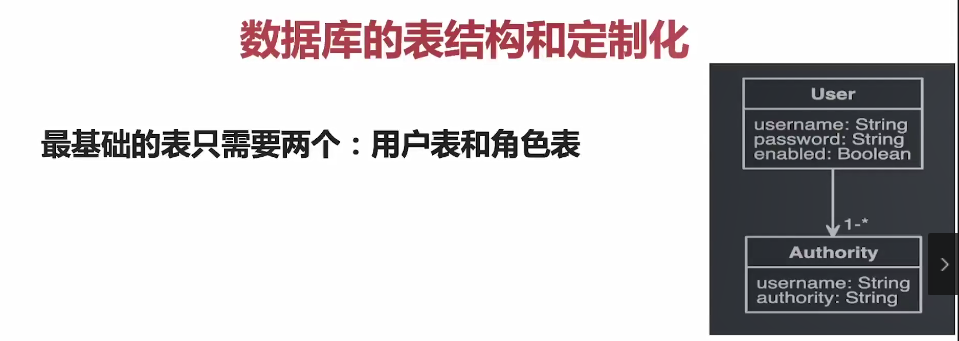 数据库的表结构和定制化
最基础的表只需要两个：用户表和角色表
User
username: String
password: String
enabled: Boolean
1-*
Authority
username: String
authority: String